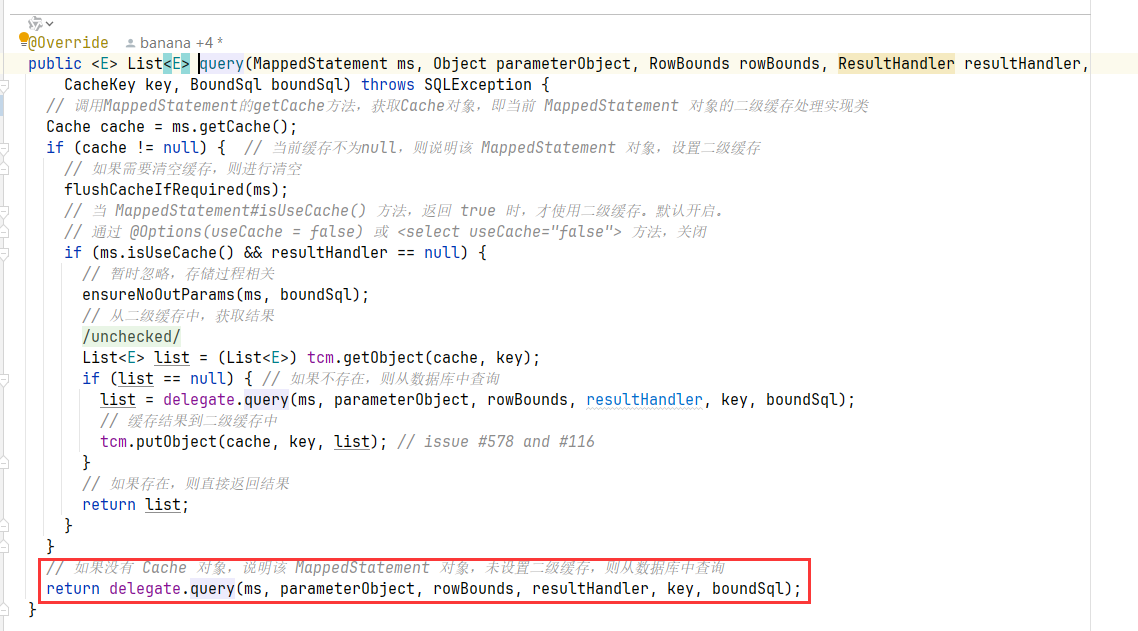 @Override banana +4 *
public <E> List<E> query(MappedStatement ms, Object parameterObject, RowBounds rowBounds, ResultHandler resultHandler,
CacheKey key, BoundSql boundSql) throws SQLException {
// 调用MappedStatement的getCache方法，获取Cache对象，即当前 MappedStatement 对象的二级缓存处理实现类
Cache cache = ms.getCache();
if (cache != null) { // 当前缓存不为null，则说明该 MappedStatement 对象，设置二级缓存
// 如果需要清空缓存，则进行清空
flushCacheIfRequired(ms);
// 当 MappedStatement#isUseCache() 方法，返回 true 时，才使用二级缓存. 默认开启.
// 通过 @Options(useCache = false) 或 <select useCache="false"> 方法，关闭
if (ms.isUseCache() && resultHandler == null) {
// 暂时忽略，存储过程相关
ensureNoOutParams(ms, boundSql);
// 从二级缓存中，获取结果
/unchecked/
List<E> list = (List<E>) tcm.getObject(cache, key);
if (list == null) { // 如果不存在，则从数据库中查询
list = delegate.query(ms, parameterObject, rowBounds, resultHandler, key, boundSql);
// 缓存结果到二级缓存中
tcm.putObject(cache, key, list); // issue #578 and #116
}
// 如果存在，则直接返回结果
return list;
}
}
// 如果没有 Cache 对象，说明该 MappedStatement 对象，未设置二级缓存，则从数据库中查询
return delegate.query(ms, parameterObject, rowBounds, resultHandler, key, boundSql);
}